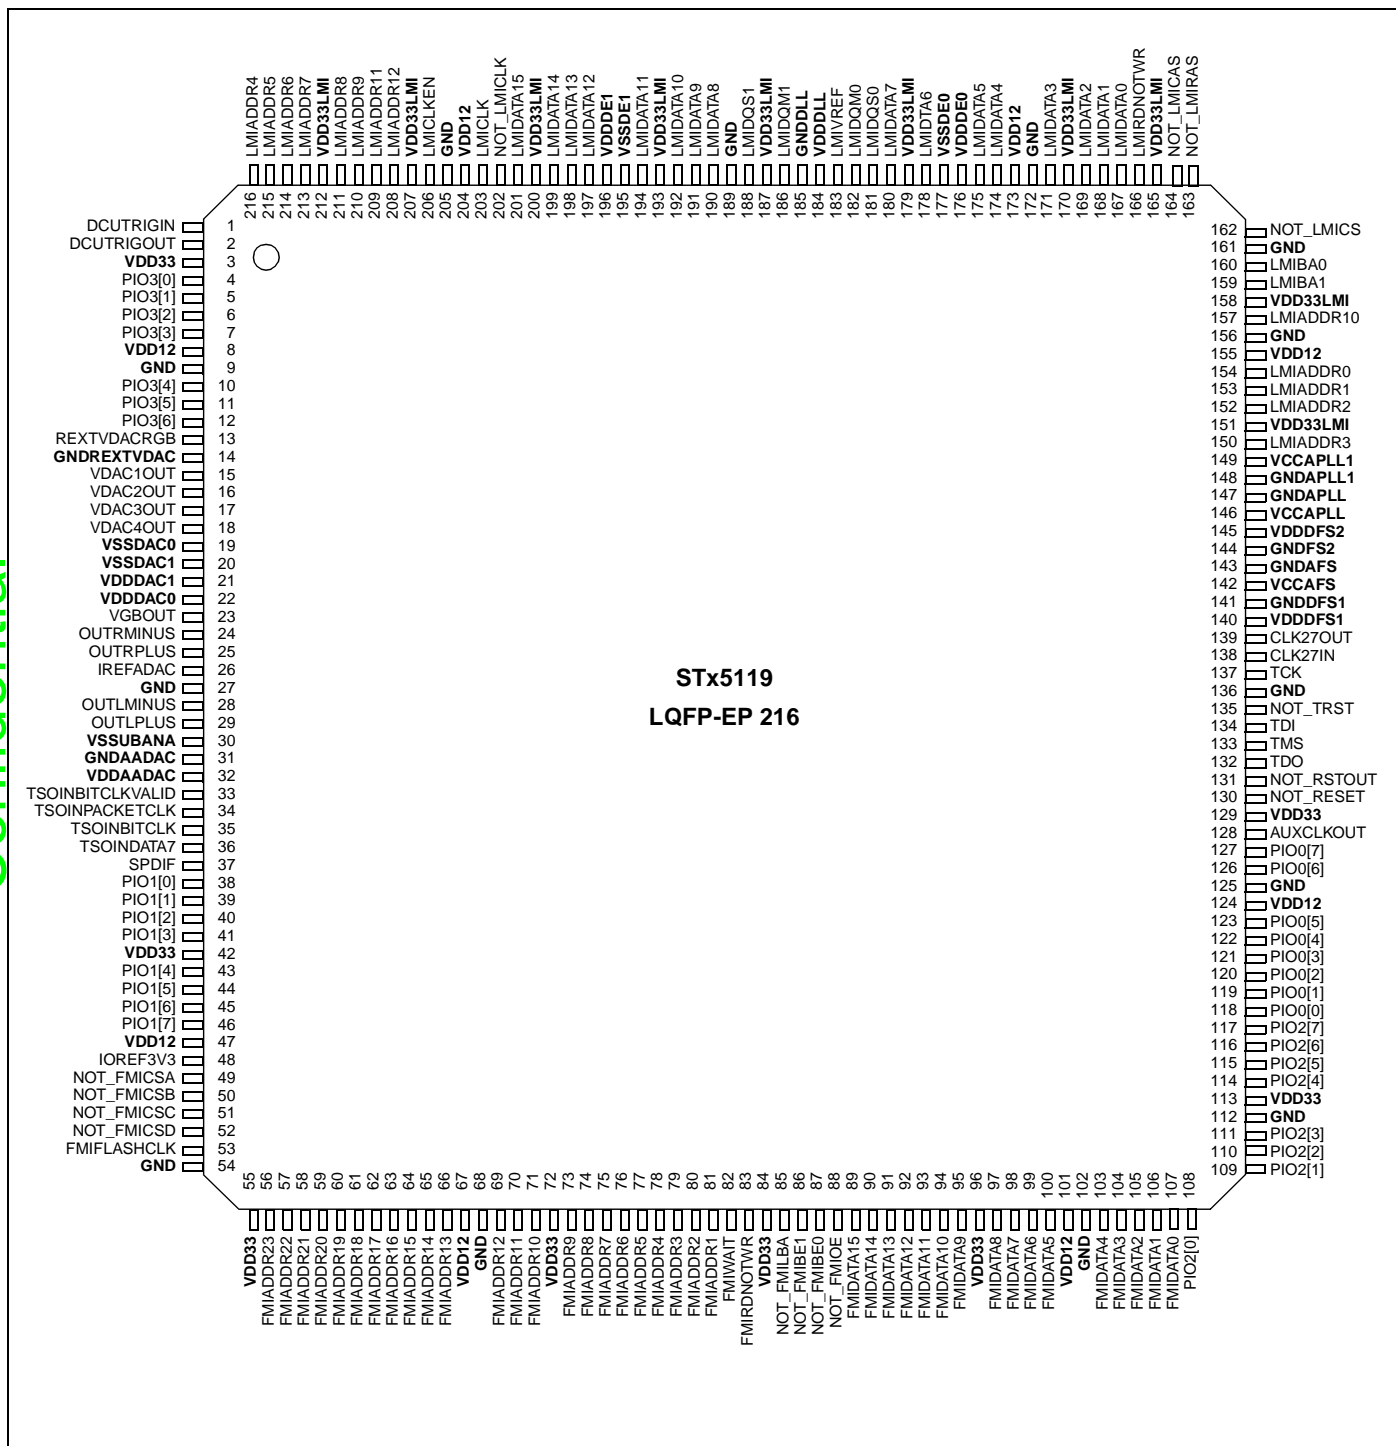 LMIADDR4 216
LMIADDR5 215
LMIADDR6 214
LMIADDR7 213
VDD33LMI 212
LMIADDR8 211
LMIADDR9 210
LMIADDR11 209
LMIADDR12 208
VDD33LMI 207
LMICLKEN 206
GND 205
VDD12 204
LMICLK 203
NOT_LMICLK 202
LMIDATA15 201
VDD33LMI 200
LMIDATA14 199
LMIDATA13 198
LMIDATA12 197
VDDDE1 196
VSSDE1 195
LMIDATA11 194
VDD33LMI 193
LMIDATA10 192
LMIDATA9 191
LMIDATA8 190
GND 189
LMIDQS1 188
VDD33LMI 187
LMIDQM1 186
GNDDLL 185
VDDDLL 184
LMIVREF 183
LMIDQM0 182
LMIDQS0 181
LMIDATA7 180
VDD33LMI 179
LMIDTA6 178
VSSDE0 177
VDDDE0 176
LMIDATA5 175
LMIDATA4 174
VDD12 173
GND 172
LMIDATA3 171
VDD33LMI 170
LMIDATA2 169
LMIDATA1 168
LMIDATA0 167
LMIRDNOTWR 166
VDD33LMI 165
NOT_LMICAS 164
NOT_LMIRAS 163
DCUTRIGIN 1
DCUTRIGOUT 2
VDD33 3
PIO3[0] 4
PIO3[1] 5
PIO3[2] 6
PIO3[3] 7
VDD12 8
GND 9
PIO3[4] 10
PIO3[5] 11
PIO3[6] 12
REXTVDACRGB 13
GNDREXTVDAC 14
VDAC1OUT 15
VDAC2OUT 16
VDAC3OUT 17
VDAC4OUT 18
VSSDAC0 19
VSSDAC1 20
VDDDAC1 21
VDDDAC0 22
VGBOUT 23
OUTRMINUS 24
OUTRPLUS 25
IREFADAC 26
GND 27
OUTLMINUS 28
OUTLPLUS 29
VSSUBANA 30
GNDAADAC 31
VDDAADAC 32
TSOINBITCLKVALID 33
TSOINPACKETCLK 34
TSOINBITCLK 35
TSOINDATA7 36
SPDIF 37
PIO1[0] 38
PIO1[1] 39
PIO1[2] 40
PIO1[3] 41
VDD33 42
PIO1[4] 43
PIO1[5] 44
PIO1[6] 45
PIO1[7] 46
VDD12 47
IOREF3V3 48
NOT_FMICSA 49
NOT_FMICSB 50
NOT_FMICSC 51
NOT_FMICSD 52
FMIFLASHCLK 53
GND 54
STx5119
LQFP-EP 216
162 NOT_LMICS
161 GND
160 LMIBA0
159 LMIBA1
158 VDD33LMI
157 LMIADDR10
156 GND
155 VDD12
154 LMIADDR0
153 LMIADDR1
152 LMIADDR2
151 VDD33LMI
150 LMIADDR3
149 VCCAPLL1
148 GNDAPLL1
147 GNDAPLL
146 VCCAPLL
145 VDDDFS2
144 GNDFS2
143 GNDAFS
142 VCCAFS
141 GNDDFS1
140 VDDDFS1
139 CLK27OUT
138 CLK27IN
137 TCK
136 GND
135 NOT_TRST
134 TDI
133 TMS
132 TDO
131 NOT_RSTOUT
130 NOT_RESET
129 VDD33
128 AUXCLKOUT
127 PIO0[7]
126 PIO0[6]
125 GND
124 VDD12
123 PIO0[5]
122 PIO0[4]
121 PIO0[3]
120 PIO0[2]
119 PIO0[1]
118 PIO0[0]
117 PIO2[7]
116 PIO2[6]
115 PIO2[5]
114 PIO2[4]
113 VDD33
112 GND
111 PIO2[3]
110 PIO2[2]
109 PIO2[1]
55 VDD33
56 FMIADDR23
57 FMIADDR22
58 FMIADDR21
59 FMIADDR20
60 FMIADDR19
61 FMIADDR18
62 FMIADDR17
63 FMIADDR16
64 FMIADDR15
65 FMIADDR14
66 FMIADDR13
67 VDD12
68 GND
69 FMIADDR12
70 FMIADDR11
71 FMIADDR10
72 VDD33
73 FMIADDR9
74 FMIADDR8
75 FMIADDR7
76 FMIADDR6
77 FMIADDR5
78 FMIADDR4
79 FMIADDR3
80 FMIADDR2
81 FMIADDR1
82 FMIWAIT
83 FMIRDNOTWR
84 VDD33
85 NOT_FMILBA
86 NOT_FMIBE1
87 NOT_FMIBE0
88 NOT_FMIOE
89 FMIDATA15
90 FMIDATA14
91 FMIDATA13
92 FMIDATA12
93 FMIDATA11
94 FMIDATA10
95 FMIDATA9
96 VDD33
97 FMIDATA8
98 FMIDATA7
99 FMIDATA6
100 FMIDATA5
101 VDD12
102 GND
103 FMIDATA4
104 FMIDATA3
105 FMIDATA2
106 FMIDATA1
107 FMIDATA0
108 PIO2[0]